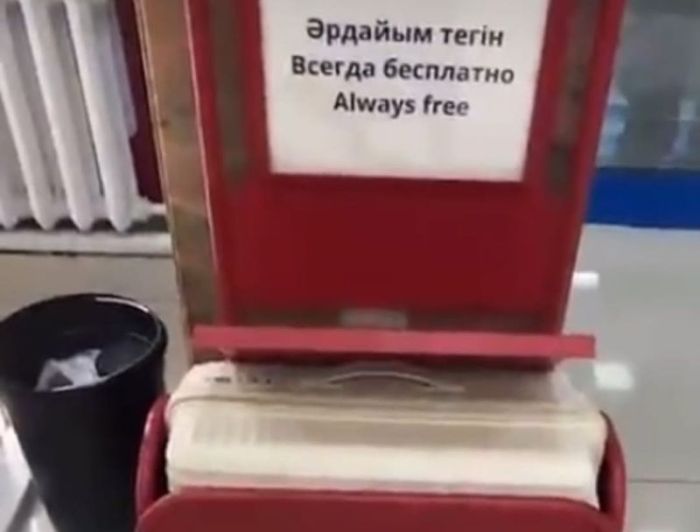 Әрдайым тегін
Всегда бесплатно
Always free